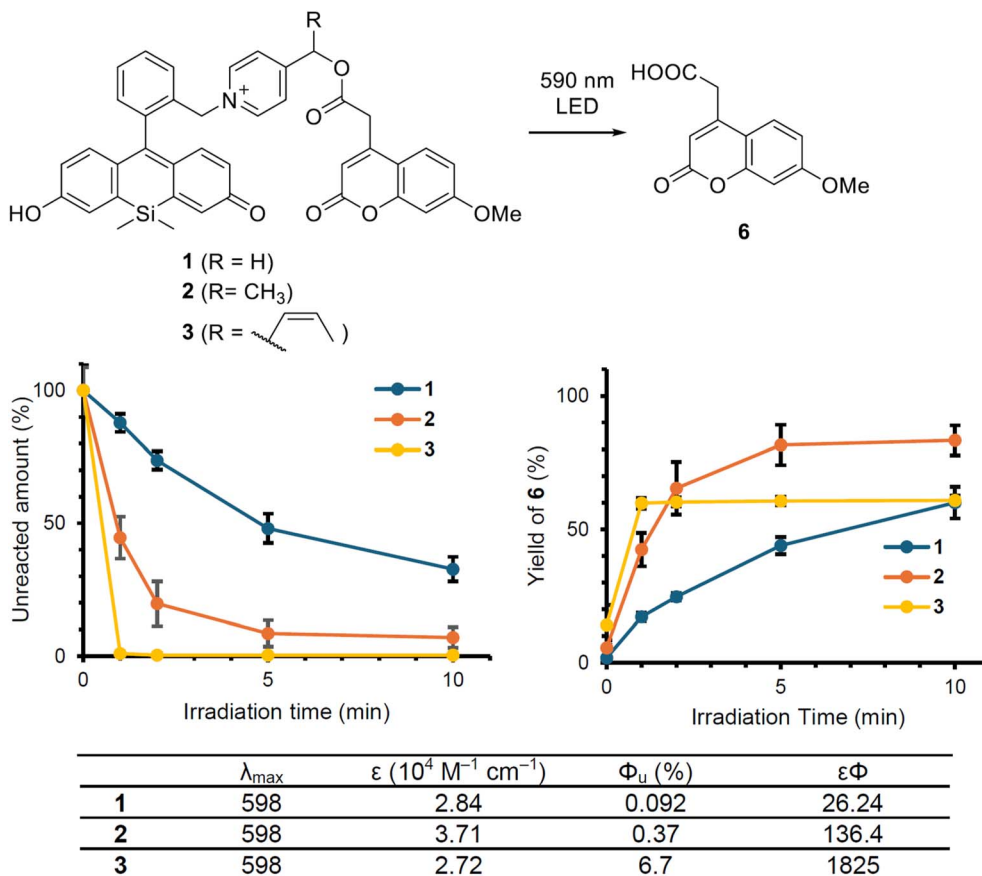 R
O
N+
O
O
HO
Si
O
O
O
OMe
1 (R = H)
2 (R= CH3)
3 (R = )
590 nm
LED
HOOC
O
O
OMe
6
Unreacted amount (%)
100
50
0
0
5
10
Irradiation time (min)
1
2
3
Yielld of 6 (%)
100
50
0
0
5
10
Irradiation Time (min)
1
2
3
λmax ε (10⁴ M⁻¹ cm⁻¹) Φu (%) εΦ
1 598 2.84 0.092 26.24
2 598 3.71 0.37 136.4
3 598 2.72 6.7 1825